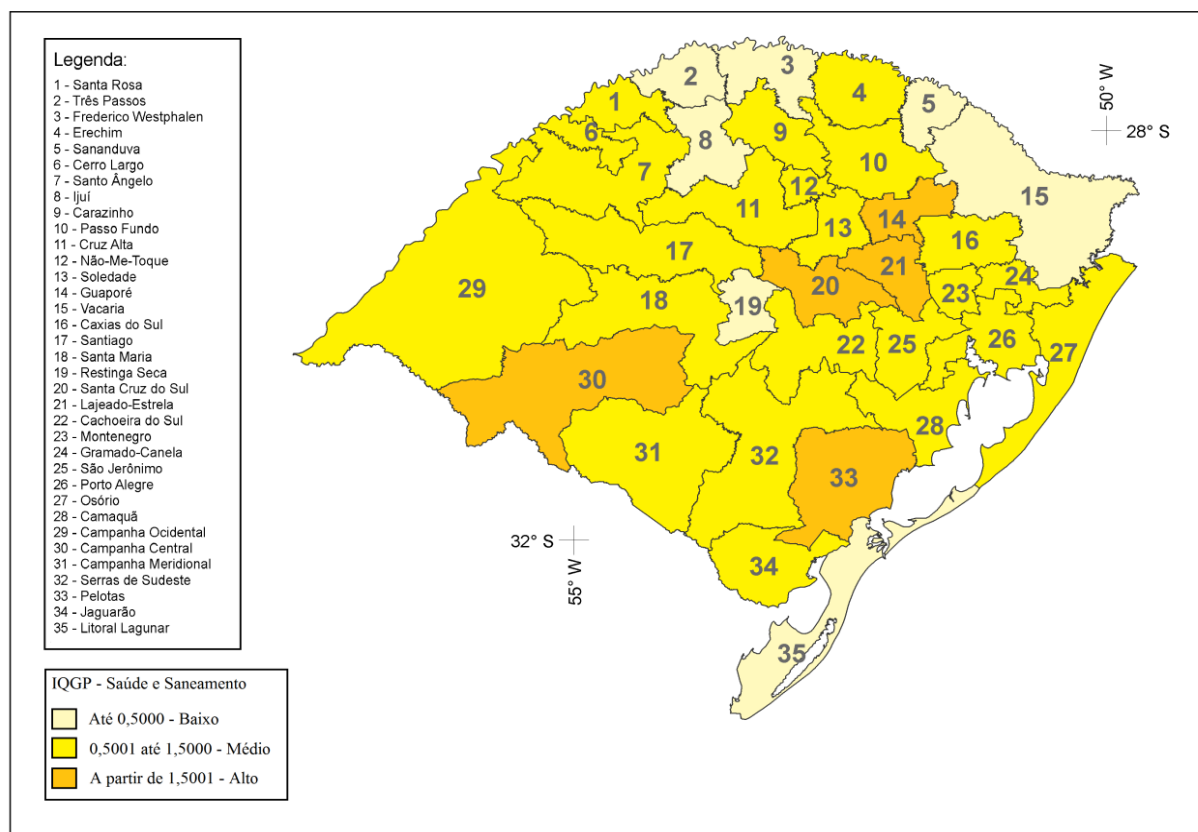 Legenda:
1 - Santa Rosa
2 - Três Passos
3 - Frederico Westphalen
4 - Erechim
5 - Sananduva
6 - Cerro Largo
7 - Santo Ângelo
8 - Ijuí
9 - Carazinho
10 - Passo Fundo
11 - Cruz Alta
12 - Não-Me-Toque
13 - Soledade
14 - Guaporé
15 - Vacaria
16 - Caxias do Sul
17 - Santiago
18 - Santa Maria
19 - Restinga Seca
20 - Santa Cruz do Sul
21 - Lajeado-Estrela
22 - Cachoeira do Sul
23 - Montenegro
24 - Gramado-Canela
25 - São Jerônimo
26 - Porto Alegre
27 - Osório
28 - Camaquã
29 - Campanha Ocidental
30 - Campanha Central
31 - Campanha Meridional
32 - Serras de Sudeste
33 - Pelotas
34 - Jaguarão
35 - Litoral Lagunar
IQGP - Saúde e Saneamento
Até 0,5000 - Baixo
0,5001 até 1,5000 - Médio
A partir de 1,5001 - Alto
50° W
28° S
3
2
4
1
5
6
9
8
10
7
12
15
11
14
13
16
17
21
24
29
20
23
18
19
22
25
26
27
30
28
31
32
33
32° S
55° W
34
35